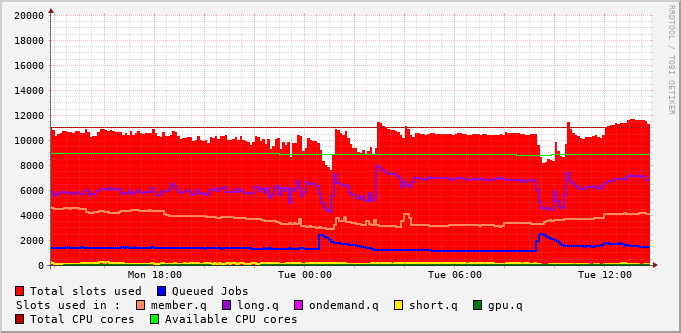 20000
18000
16000
14000
12000
10000
8000
6000
4000
2000
0
Mon 18:00 Tue 00:00 Tue 06:00 Tue 12:00
RRDTOOL / TOBI OETIKER
Total slots used Queued Jobs
Slots used in : member.q long.q ondemand.q short.q gpu.q
Total CPU cores Available CPU cores